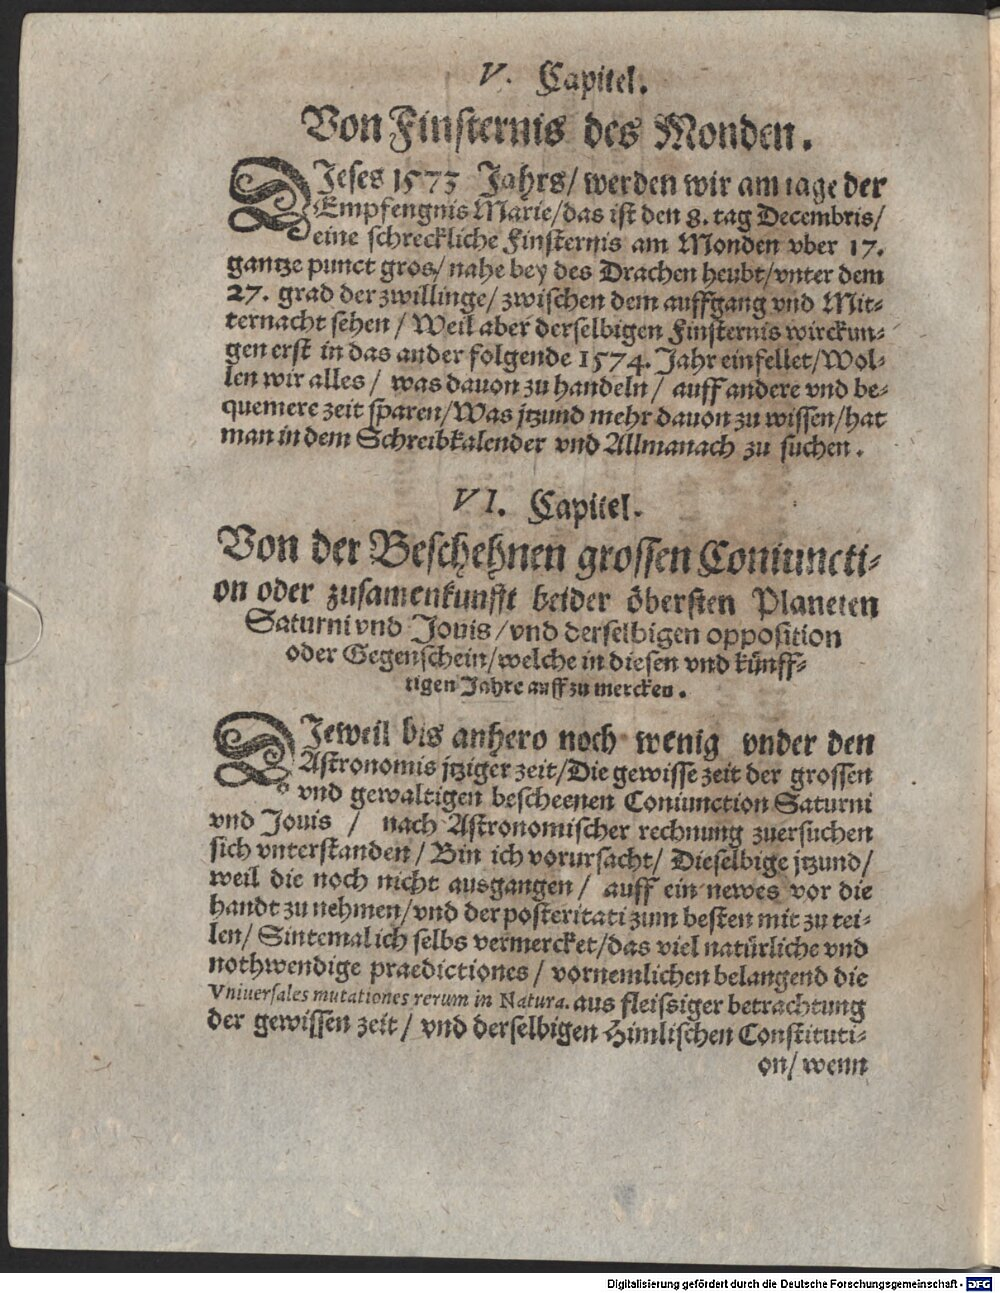 V. Capitel.
Von Finsternis des Monden.
DJeses 1573 Jahrs/ werden wir am tage der
Empfengnis Marie/das ist den 8. tag Decembris/
eine schreckliche Finsternis am Monden vber 17.
gantze punct gros/ nahe bey des Drachen heubt/vnter dem
27. grad der zwillinge/ zwischen dem auffgang vnd Mit-
ternacht sehen / Weil aber derselbigen Finsternis wirckun-
gen erst in das ander folgende 1574. Jahr einfellet/Wol-
len wir alles / was dauon zu handeln / auff andere vnd be-
quemere zeit sparen/Was jtzund mehr dauon zu wissen/hat
man in dem Schreibkalender vnd Allmanach zu suchen.
VI. Capitel.
Von der Beschehnen grossen Coniuncti-
on oder zusamenkunfft beider öbersten Planeten
Saturni vnd Jouis /vnd derselbigen opposition
oder Gegenschein/welche in diesen vnd künff-
tigen Jahre auff zu mercken.
DJeweil bis anhero noch wenig vnder den
Astronomis jtziger zeit/Die gewisse zeit der grossen
vnd gewaltigen bescheenen Coniunction Saturni
vnd Jouis / nach Astronomischer rechnung zuersuchen
sich vnterstanden / Bin ich vorursacht/ Dieselbige jtzund/
weil die noch nicht ausgangen / auff ein newes vor die
handt zu nehmen/vnd der posteritati zum besten mit zu tei-
len/ Sintemal ich selbs vermercket/das viel natürliche vnd
nothwendige praedictiones / vornemlichen belangend die
Vniuersales mutationes rerum in Natura. aus fleissiger betrachtung
der gewissen zeit / vnd derselbigen Himlischen Constituti-
on/ wenn
Digitalisierung gefördert durch die Deutsche Forschungsgemeinschaft - DFG